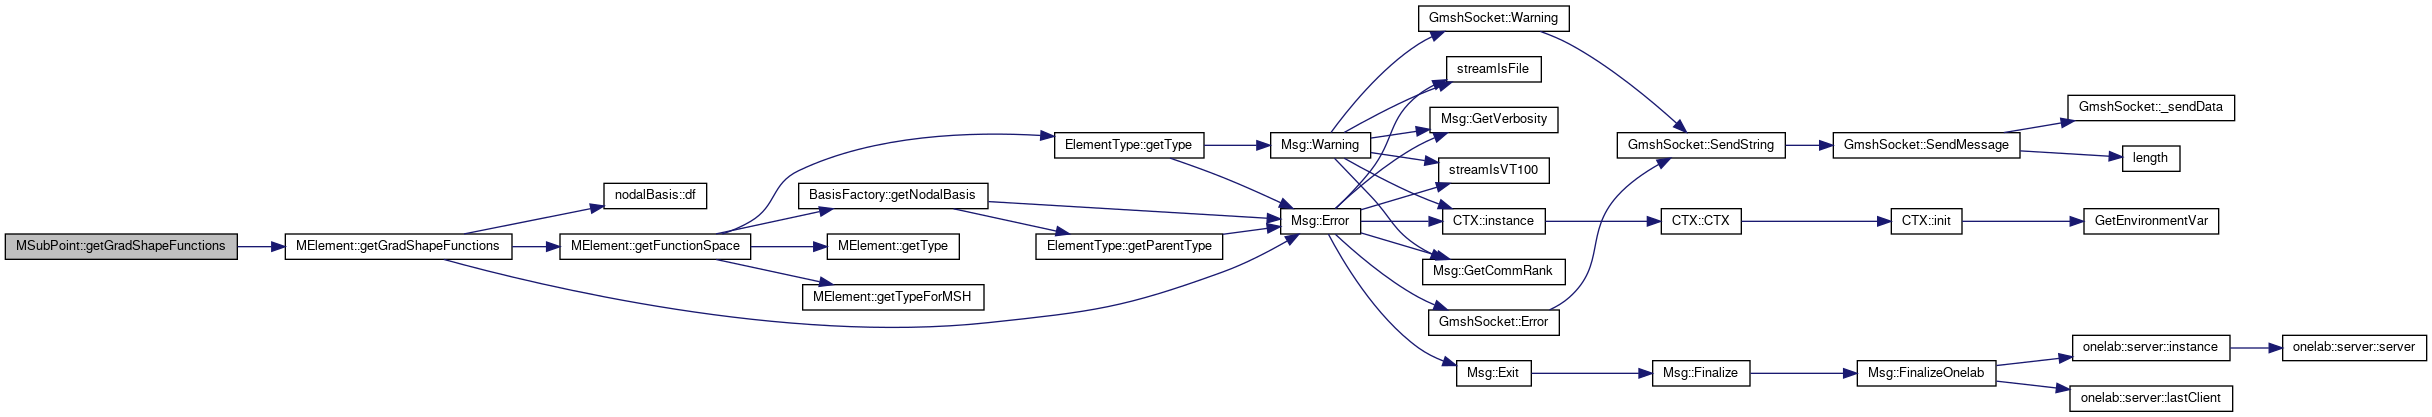 MSubPoint::getGradShapeFunctions
MElement::getGradShapeFunctions
nodalBasis::df
MElement::getFunctionSpace
ElementType::getType
BasisFactory::getNodalBasis
MElement::getType
MElement::getTypeForMSH
ElementType::getParentType
Msg::Warning
Msg::Error
GmshSocket::Warning
streamIsFile
Msg::GetVerbosity
streamIsVT100
CTX::instance
Msg::GetCommRank
GmshSocket::Error
Msg::Exit
GmshSocket::SendString
CTX::CTX
Msg::Finalize
GmshSocket::SendMessage
CTX::init
Msg::FinalizeOnelab
GmshSocket::_sendData
length
GetEnvironmentVar
onelab::server::instance
onelab::server::lastClient
onelab::server::server